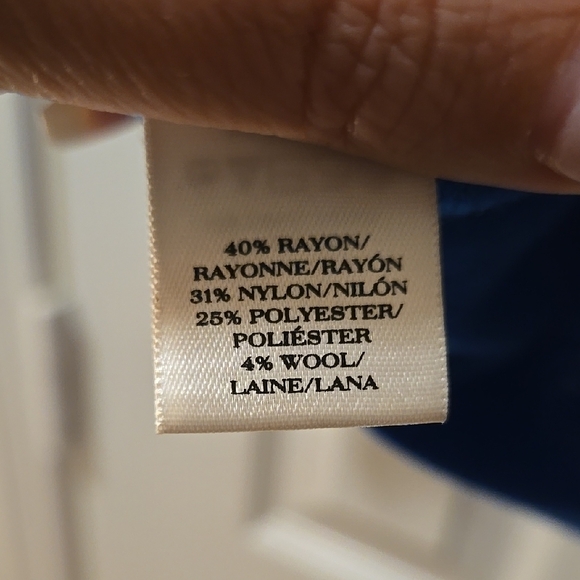 40% RAYON/
RAYONNE/RAYÓN
31% NYLON/NILÓN
25% POLYESTER/
POLIÉSTER
4% WOOL/
LAINE/LANA